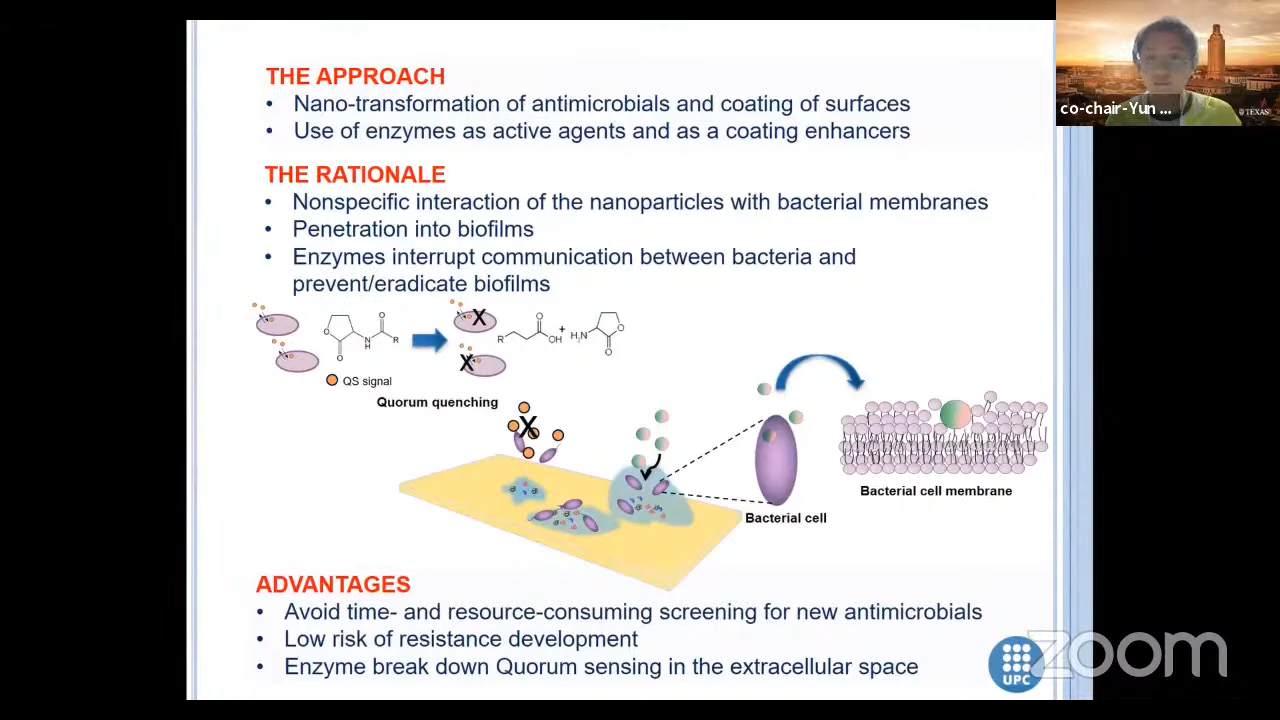 THE APPROACH
• Nano-transformation of antimicrobials and coating of surfaces
• Use of enzymes as active agents and as a coating enhancers
THE RATIONALE
• Nonspecific interaction of the nanoparticles with bacterial membranes
• Penetration into biofilms
• Enzymes interrupt communication between bacteria and
prevent/eradicate biofilms
X
X
O
O
N
H
R
O
R
O
OH
+
H₂N
O
O
QS signal
Quorum quenching
X
Bacterial cell
Bacterial cell membrane
ADVANTAGES
• Avoid time- and resource-consuming screening for new antimicrobials
• Low risk of resistance development
• Enzyme break down Quorum sensing in the extracellular space
UPC
zoom
co-chair-Yun ...
TEXAS